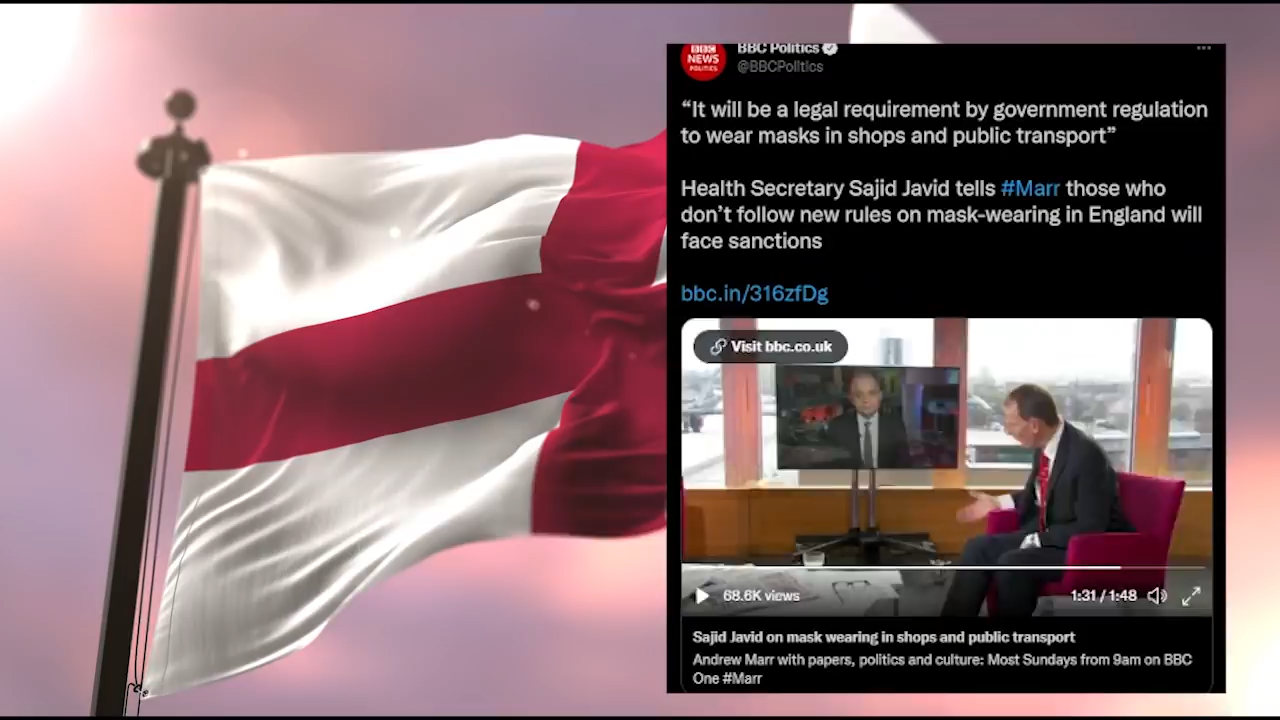 BBC
NEWS
POLITICS
BBC Politics
@BBCPolitics
“It will be a legal requirement by government regulation
to wear masks in shops and public transport”
Health Secretary Sajid Javid tells #Marr those who
don’t follow new rules on mask-wearing in England will
face sanctions
bbc.in/316zfDg
Visit bbc.co.uk
68.6K views
1:31 / 1:48
Sajid Javid on mask wearing in shops and public transport
Andrew Marr with papers, politics and culture: Most Sundays from 9am on BBC
One #Marr